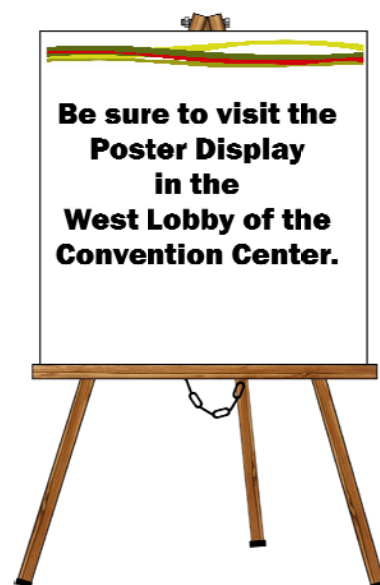 Be sure to visit the
Poster Display
in the
West Lobby of the
Convention Center.